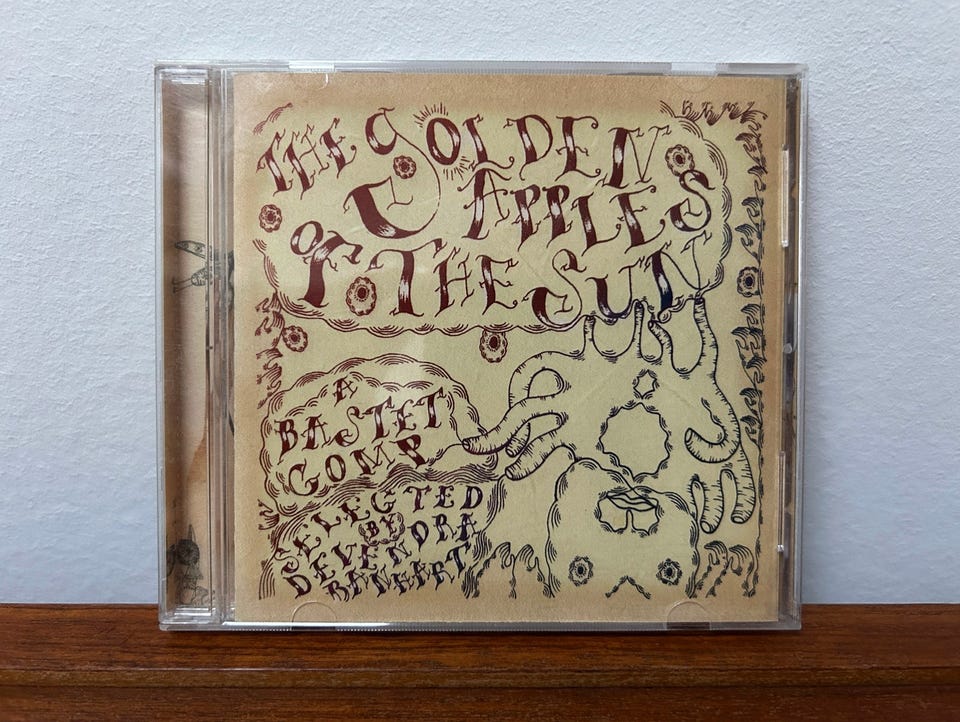 THE GOLDEN
APPLES
OF THE SUN
A
BASTET
COMP
SELECTED
BY
DEVENDRA
BANHART